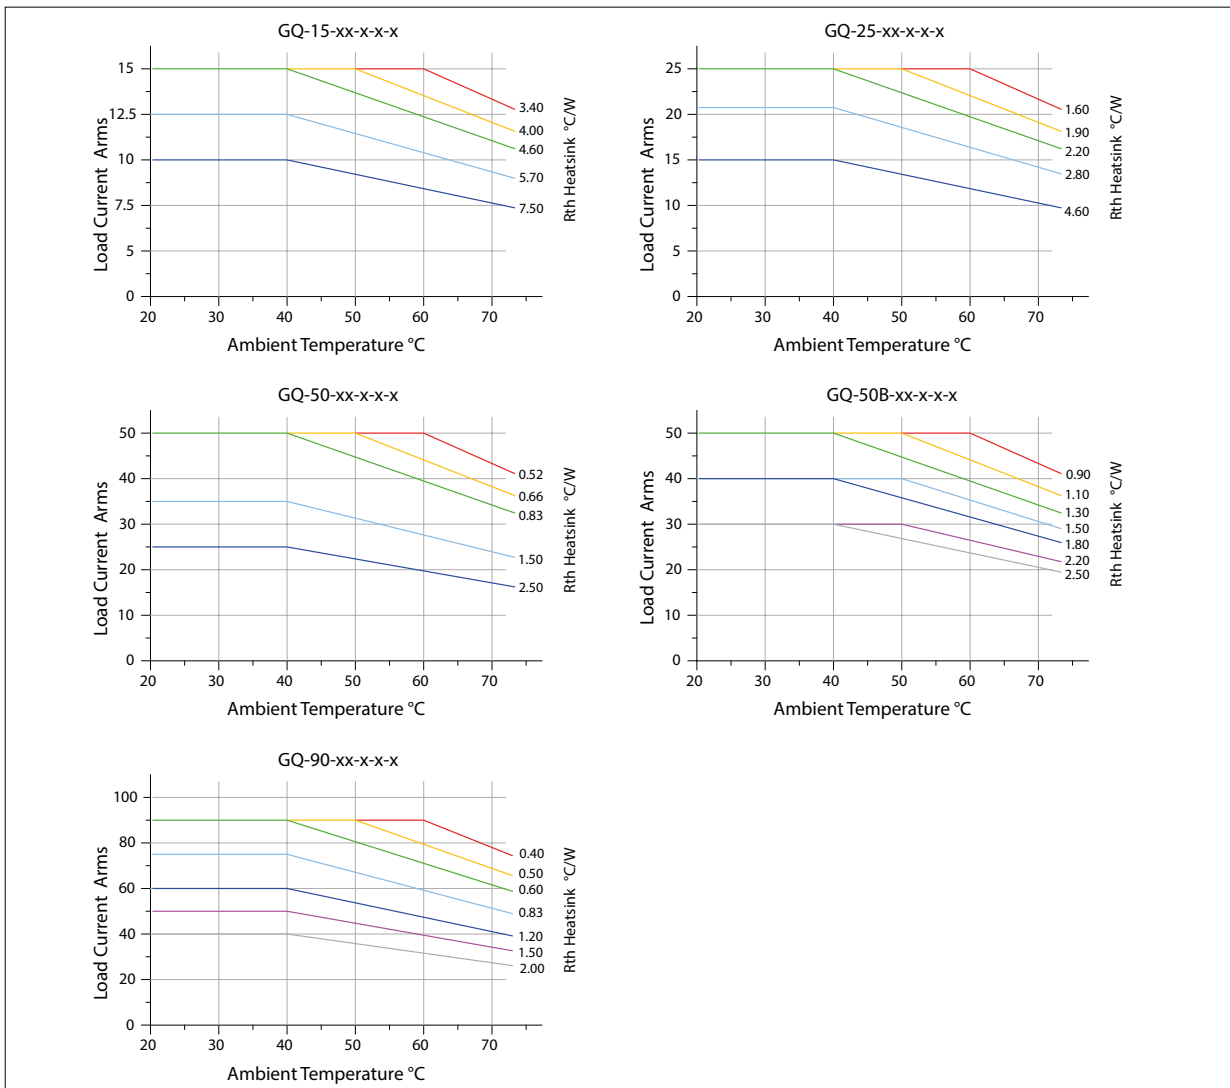 GQ-15-xx-x-x-x
15
12.5
10
7.5
5
0
Load Current Arms
20 30 40 50 60 70
Ambient Temperature °C
3.40
4.00
4.60
5.70
7.50
Rth Heatsink °C/W
GQ-25-xx-x-x-x
25
20
15
10
5
0
Load Current Arms
20 30 40 50 60 70
Ambient Temperature °C
1.60
1.90
2.20
2.80
4.60
Rth Heatsink °C/W
GQ-50-xx-x-x-x
50
40
30
20
10
0
Load Current Arms
20 30 40 50 60 70
Ambient Temperature °C
0.52
0.66
0.83
1.50
2.50
Rth Heatsink °C/W
GQ-50B-xx-x-x-x
50
40
30
20
10
0
Load Current Arms
20 30 40 50 60 70
Ambient Temperature °C
0.90
1.10
1.30
1.50
1.80
2.20
2.50
Rth Heatsink °C/W
GQ-90-xx-x-x-x
100
80
60
40
20
0
Load Current Arms
20 30 40 50 60 70
Ambient Temperature °C
0.40
0.50
0.60
0.83
1.20
1.50
2.00
Rth Heatsink °C/W